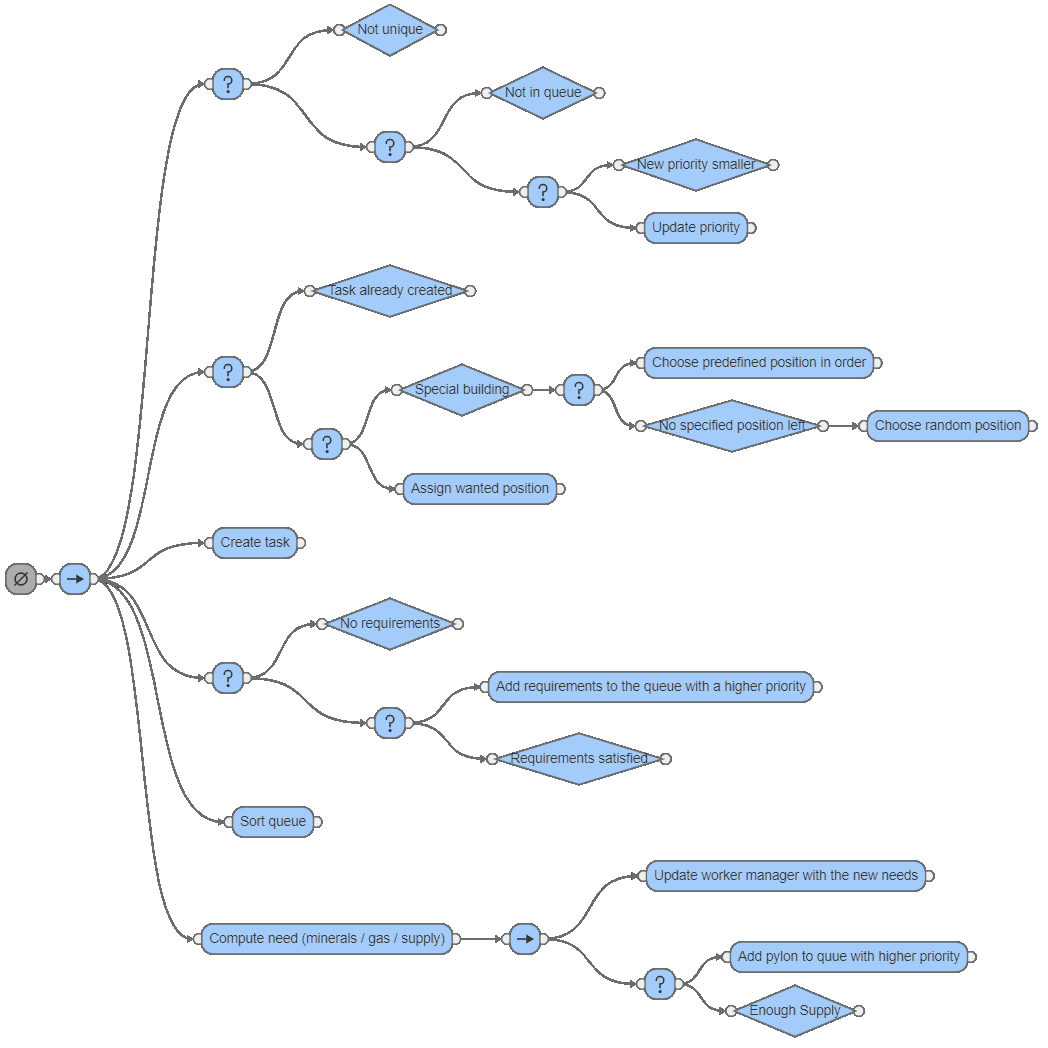 Not unique
?
Not in queue
?
New priority smaller
?
Update priority
Task already created
?
Choose predefined position in order
Special building
?
No specified position left
Choose random position
?
Assign wanted position
Create task
∅
→
No requirements
?
Add requirements to the queue with a higher priority
?
Requirements satisfied
Sort queue
Update worker manager with the new needs
Compute need (minerals / gas / supply)
→
Add pylon to quue with higher priority
?
Enough Supply